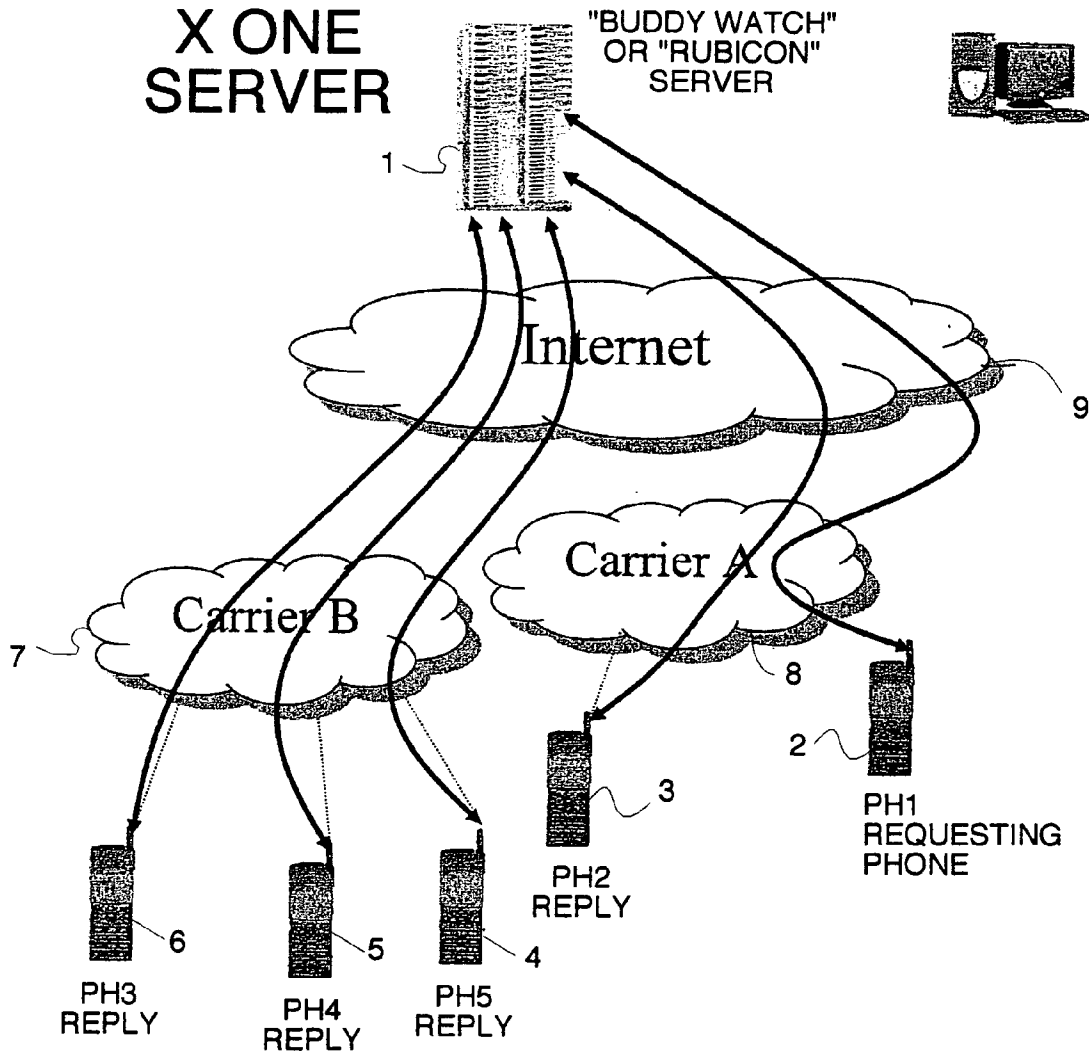 X ONE
SERVER
"BUDDY WATCH"
OR "RUBICON"
SERVER
1
Internet
9
Carrier A
Carrier B
7
8
2
3
PH1
REQUESTING
PHONE
PH2
REPLY
6
5
4
PH3
REPLY
PH4
REPLY
PH5
REPLY